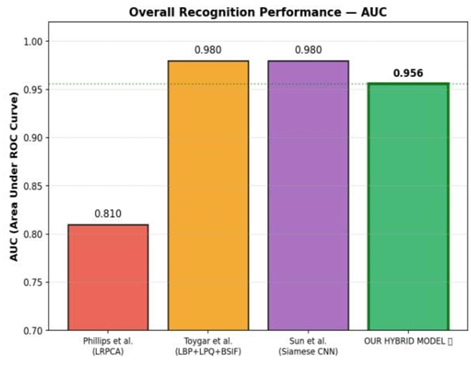 Overall Recognition Performance — AUC
AUC (Area Under ROC Curve)
1.00
0.95
0.90
0.85
0.80
0.75
0.70
0.810
0.980
0.980
0.956
Phillips et al.
(LRPCA)
Toygar et al.
(LBP+LPQ+BSIF)
Sun et al.
(Siamese CNN)
OUR HYBRID MODEL